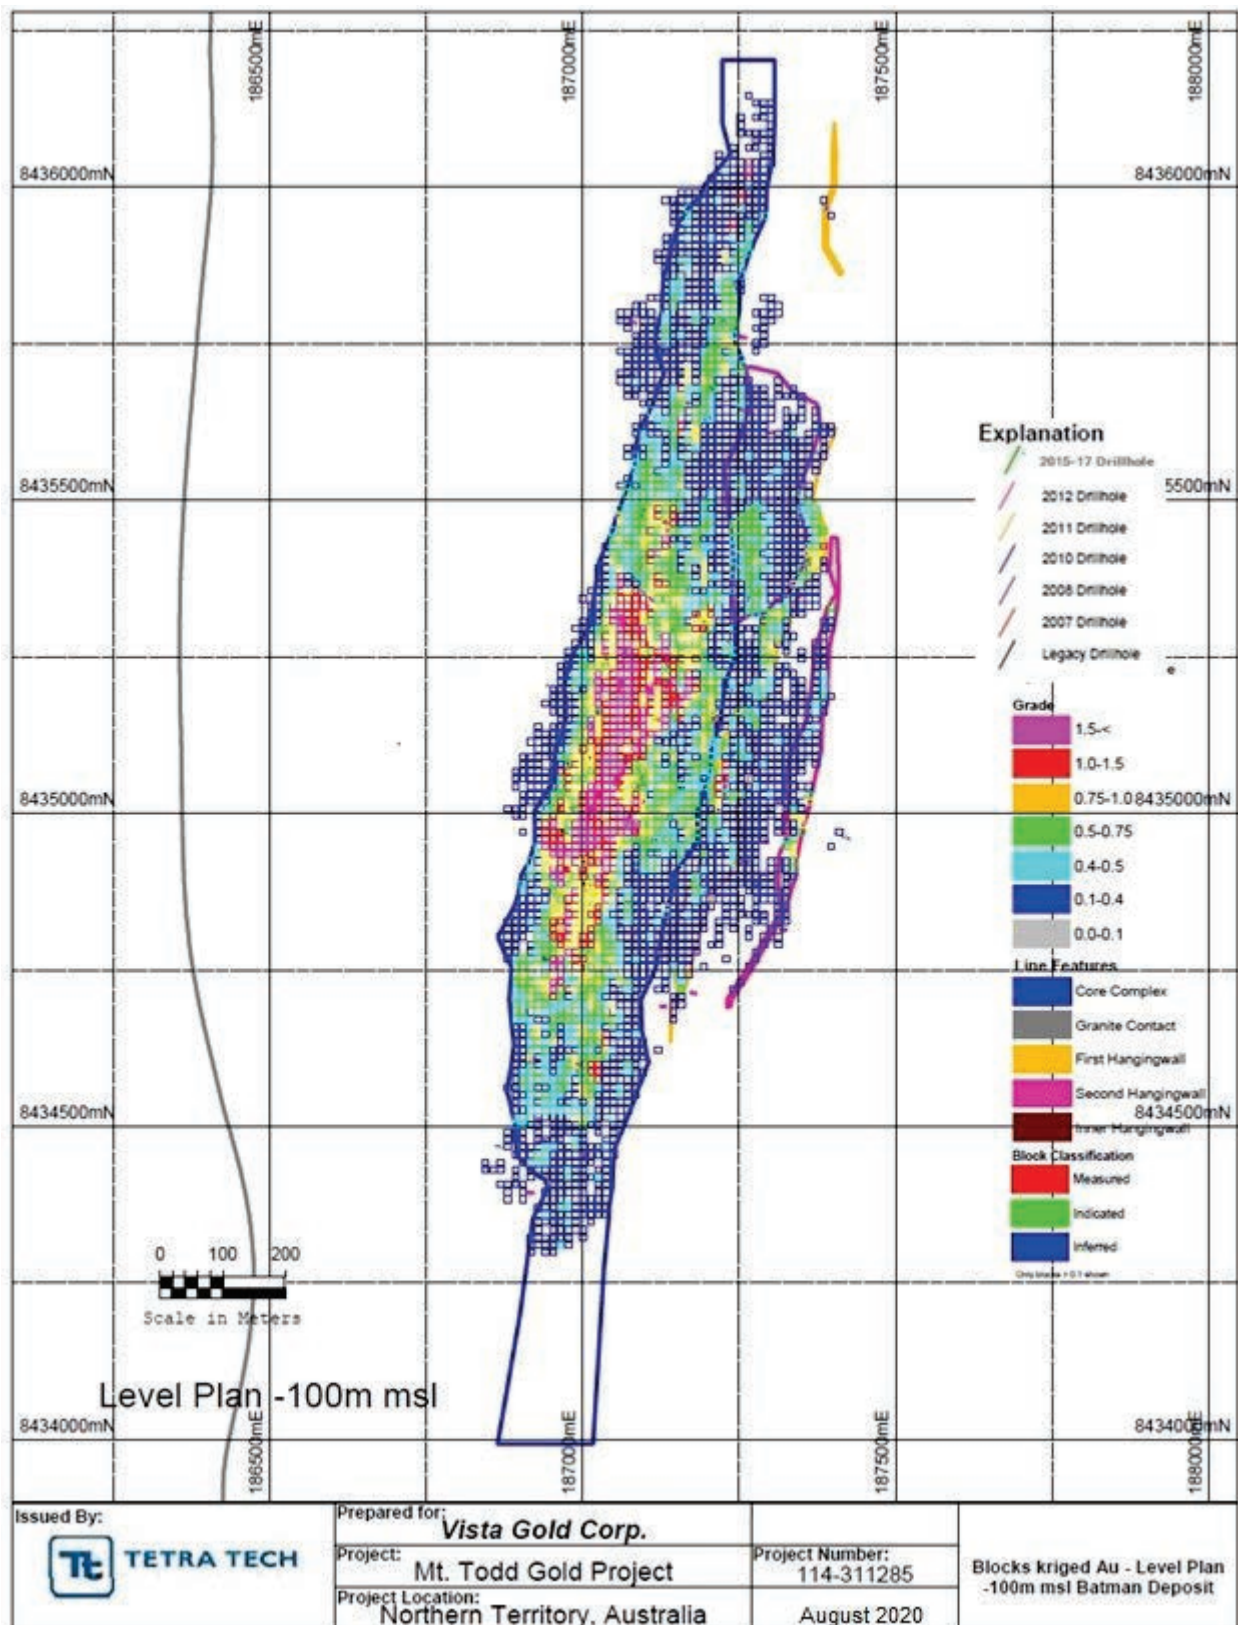 186500mE
187000mE
187500mE
188000mE
8436000mN
8436000mN
Explanation
2015-17 Drillhole
8435500mN
5500mN
2012 Drillhole
2011 Drillhole
2010 Drillhole
2008 Drillhole
2007 Drillhole
Legacy Drillhole
e
Grade
1.5-<
1.0-1.5
8435000mN
0.75-1.0
8435000mN
0.5-0.75
0.4-0.5
0.1-0.4
0.0-0.1
Line Features
Core Complex
Granite Contact
First Hangingwall
Second Hangingwall
8434500mN
8434500mN
Inner Hangingwall
Block Classification
Measured
Indicated
Inferred
0 100 200
Scale in Meters
Level Plan -100m msl
8434000mN
8434000mN
186500mE
187000mE
187500mE
188000mE
Issued By:
Tt TETRA TECH
Prepared for:
Vista Gold Corp.
Project:
Mt. Todd Gold Project
Project Number:
114-311285
Project Location:
Northern Territory, Australia
August 2020
Blocks kriged Au - Level Plan
-100m msl Batman Deposit